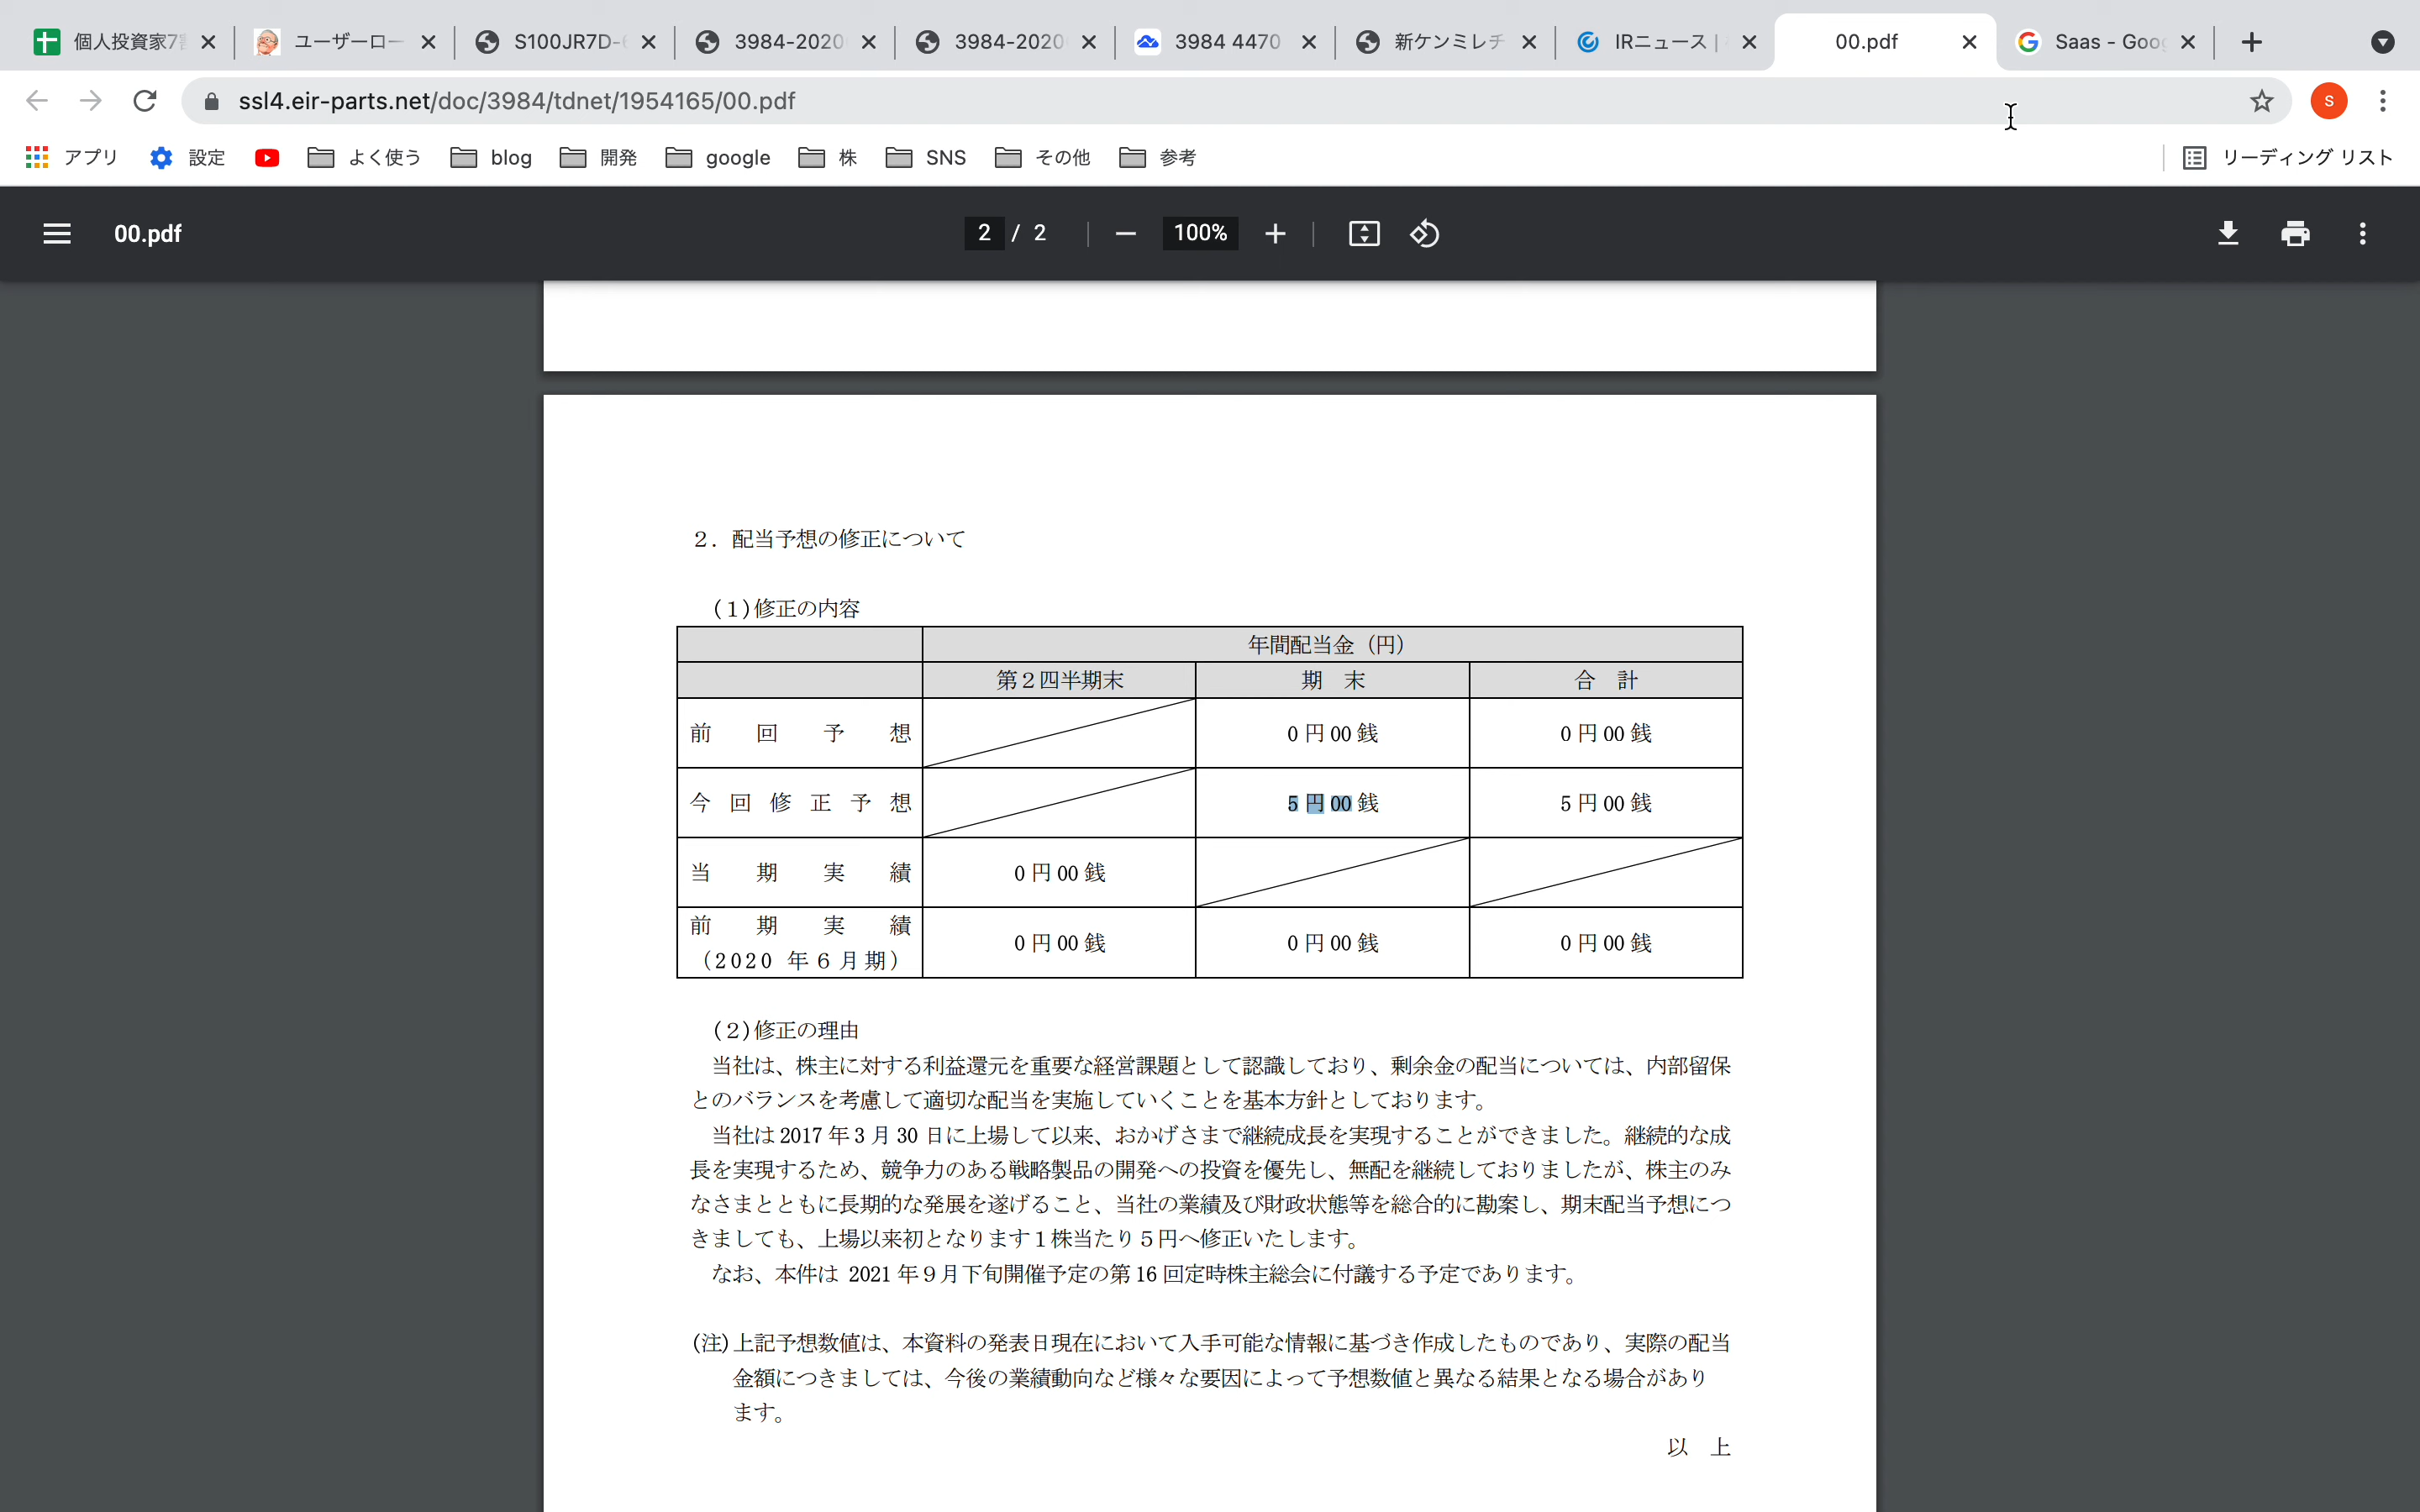 個人投資家7
ユーザーロー
S100JR7D-
3984-2020
3984-2020
3984 4470
新ケンミレチ
IRニュース |
00.pdf
Saas - Goo
ssl4.eir-parts.net/doc/3984/tdnet/1954165/00.pdf
S
アプリ 設定 よく使う blog 開発 google 株 SNS その他 参考 リーディング リスト
00.pdf 2 / 2 100%
２．配当予想の修正について
(１)修正の内容
年間配当金（円）
第２四半期末 期 末 合 計
前回予想 0 円 00 銭 0 円 00 銭
今回修正予想 5 円 00 銭 5 円 00 銭
当期実績 0 円 00 銭
前期実績
（2020 年６月期） 0 円 00 銭 0 円 00 銭 0 円 00 銭
(２)修正の理由
当社は、株主に対する利益還元を重要な経営課題として認識しており、剰余金の配当については、内部留保
とのバランスを考慮して適切な配当を実施していくことを基本方針としております。
当社は 2017 年３月 30 日に上場して以来、おかげさまで継続成長を実現することができました。継続的な成
長を実現するため、競争力のある戦略製品の開発への投資を優先し、無配を継続しておりましたが、株主のみ
なさまとともに長期的な発展を遂げること、当社の業績及び財政状態等を総合的に勘案し、期末配当予想につ
きましても、上場以来初となります１株当たり５円へ修正いたします。
なお、本件は 2021 年９月下旬開催予定の第 16 回定時株主総会に付議する予定であります。
(注)上記予想数値は、本資料の発表日現在において入手可能な情報に基づき作成したものであり、実際の配当
金額につきましては、今後の業績動向など様々な要因によって予想数値と異なる結果となる場合があり
ます。
以 上